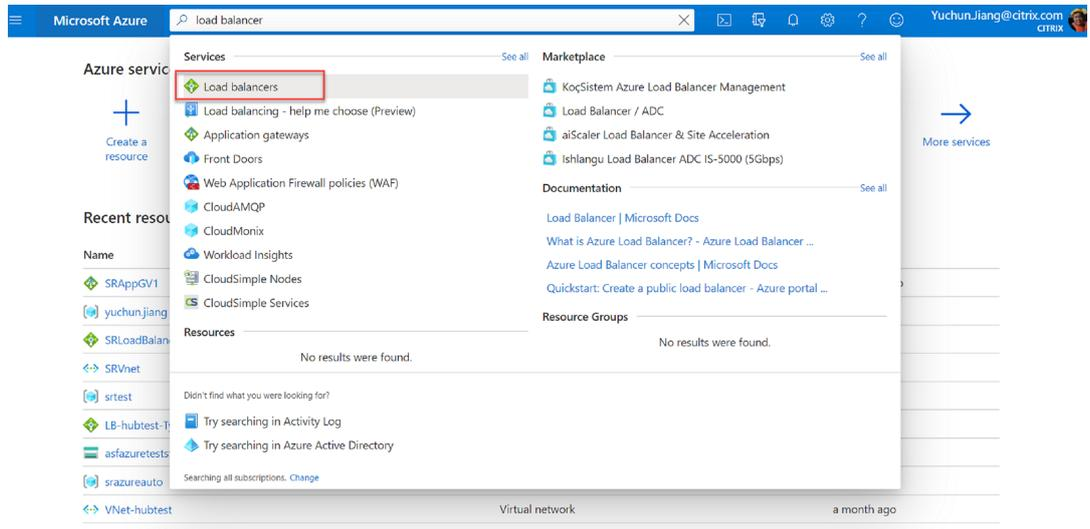 Microsoft Azure
load balancer
Yuchun.Jiang@citrix.com
CITRIX
Azure servic
Create a
resource
More services
Services
See all
Load balancers
Load balancing - help me choose (Preview)
Application gateways
Front Doors
Web Application Firewall policies (WAF)
CloudAMQP
CloudMonix
Workload Insights
CloudSimple Nodes
CS CloudSimple Services
Resources
No results were found.
Marketplace
See all
KoçSistem Azure Load Balancer Management
Load Balancer / ADC
aiScaler Load Balancer & Site Acceleration
Ishlangu Load Balancer ADC IS-5000 (5Gbps)
Documentation
See all
Load Balancer | Microsoft Docs
What is Azure Load Balancer? - Azure Load Balancer ...
Azure Load Balancer concepts | Microsoft Docs
Quickstart: Create a public load balancer - Azure portal ...
Resource Groups
No results were found.
Didn't find what you were looking for?
Try searching in Activity Log
Try searching in Azure Active Directory
Searching all subscriptions. Change
Recent resou
Name
SRAppGV1
yuchun.jiang
SRLoadBalan
SRVnet
srtest
LB-hubtest-T
asfazuretests
srazureauto
VNet-hubtest
Virtual network
a month ago